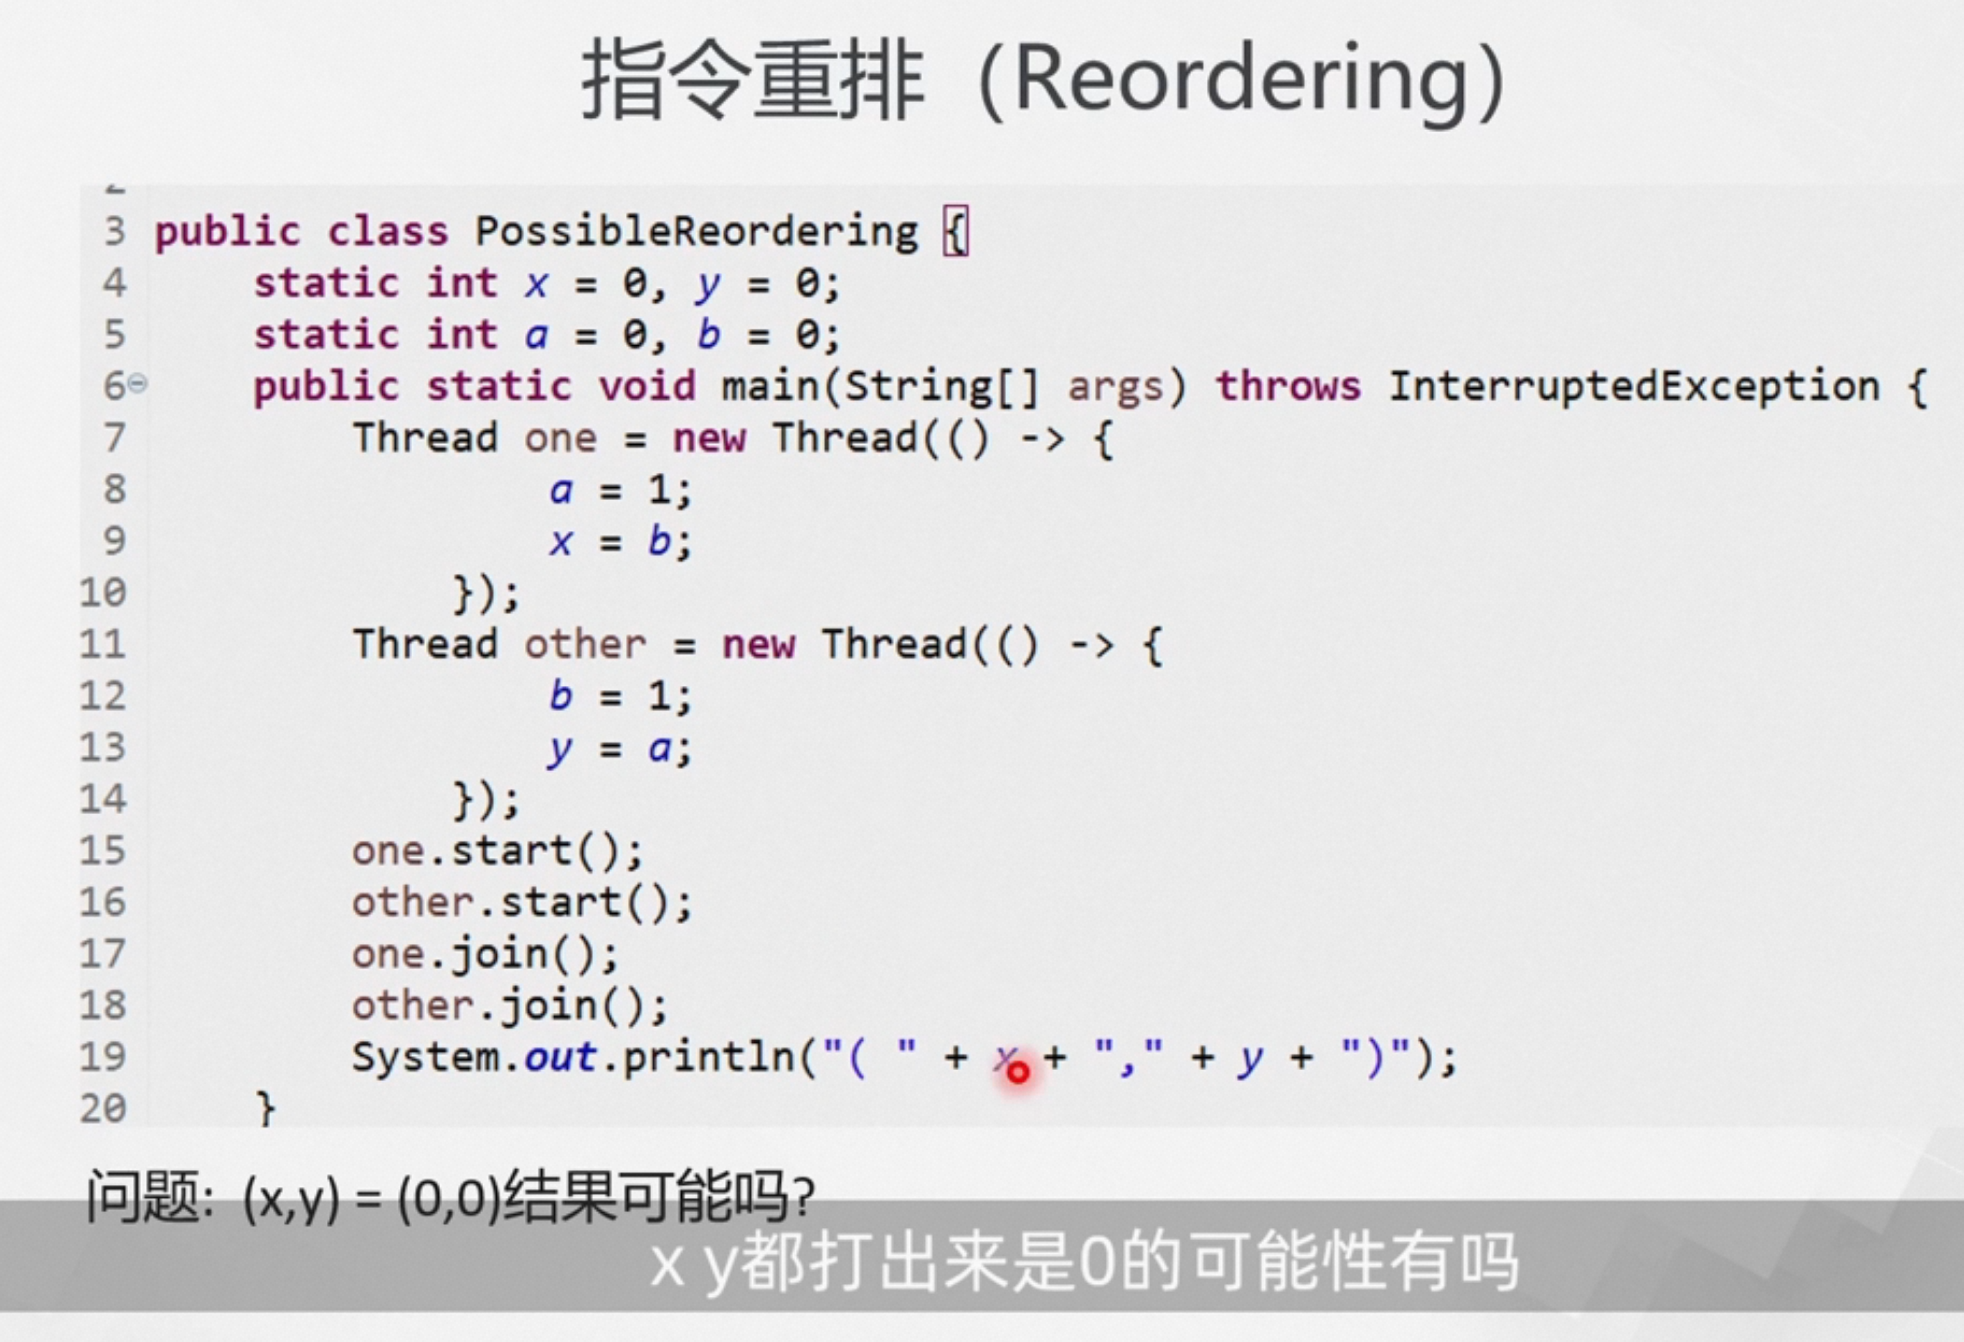 指令重排（Reordering）
3 public class PossibleReordering {
4 static int x = 0, y = 0;
5 static int a = 0, b = 0;
6 public static void main(String[] args) throws InterruptedException {
7 Thread one = new Thread(() -> {
8 a = 1;
9 x = b;
10 });
11 Thread other = new Thread(() -> {
12 b = 1;
13 y = a;
14 });
15 one.start();
16 other.start();
17 one.join();
18 other.join();
19 System.out.println("( " + x + "," + y + ")");
20 }
问题：(x,y) = (0,0)结果可能吗?
x y都打出来是0的可能性有吗